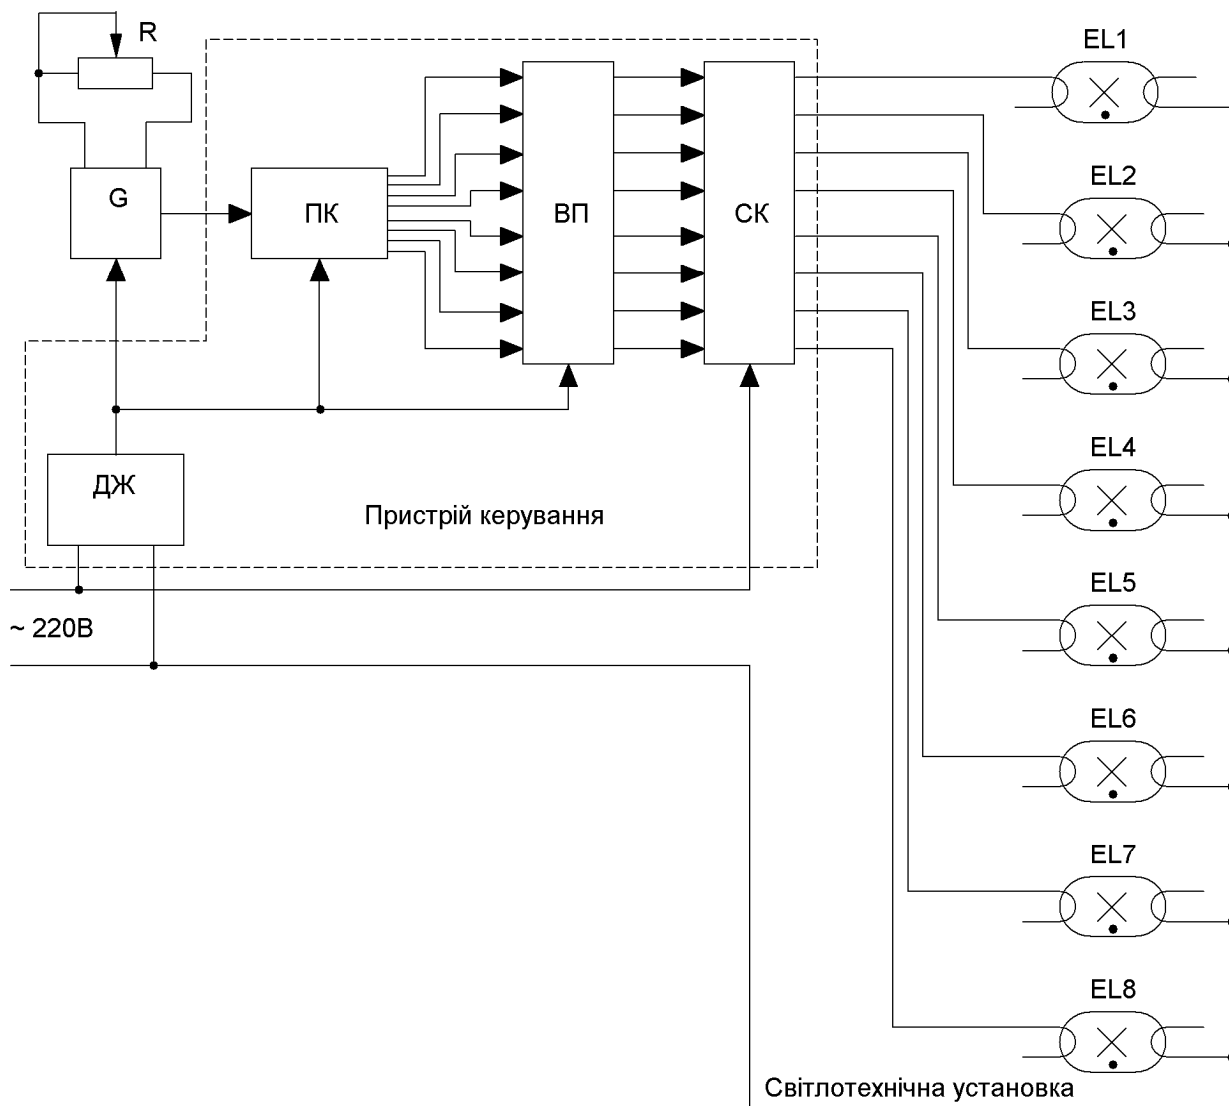 R
EL1
EL2
G
ПК
ВП
СК
EL3
EL4
ДЖ
Пристрій керування
EL5
~ 220В
EL6
EL7
EL8
Світлотехнічна установка